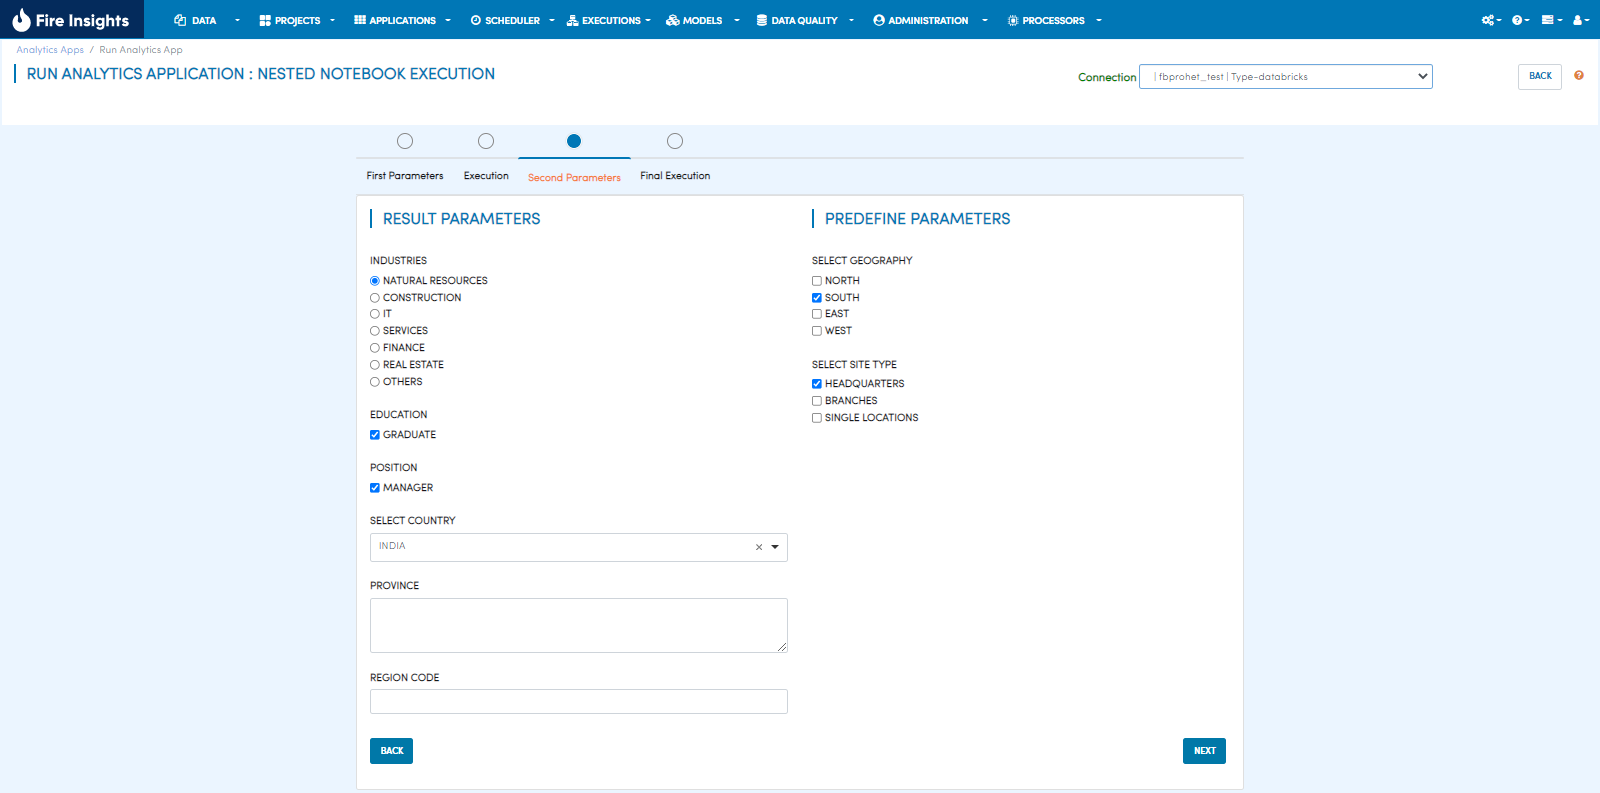 Fire Insights DATA PROJECTS APPLICATIONS SCHEDULER EXECUTIONS MODELS DATA QUALITY ADMINISTRATION PROCESSORS
Analytics Apps / Run Analytics App
RUN ANALYTICS APPLICATION : NESTED NOTEBOOK EXECUTION
Connection | fbprohet_test | Type-databricks BACK
First Parameters Execution Second Parameters Final Execution
RESULT PARAMETERS
INDUSTRIES
NATURAL RESOURCES
CONSTRUCTION
IT
SERVICES
FINANCE
REAL ESTATE
OTHERS
EDUCATION
GRADUATE
POSITION
MANAGER
SELECT COUNTRY
INDIA
PROVINCE
REGION CODE
BACK
PREDEFINE PARAMETERS
SELECT GEOGRAPHY
NORTH
SOUTH
EAST
WEST
SELECT SITE TYPE
HEADQUARTERS
BRANCHES
SINGLE LOCATIONS
NEXT